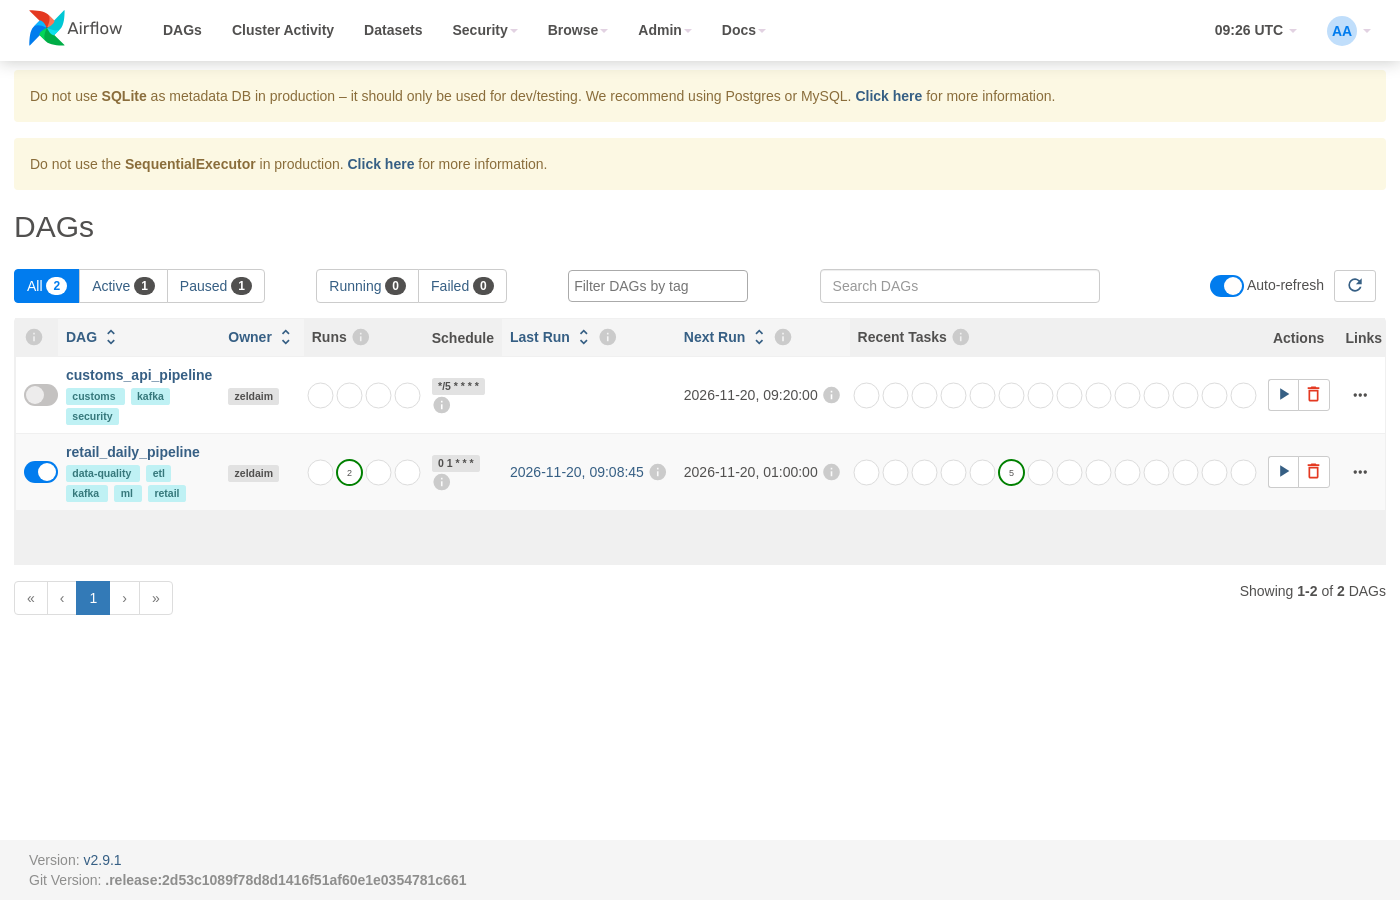 Airflow DAGs Cluster Activity Datasets Security Browse Admin Docs 09:26 UTC AA
Do not use SQLite as metadata DB in production – it should only be used for dev/testing. We recommend using Postgres or MySQL. Click here for more information.
Do not use the SequentialExecutor in production. Click here for more information.
DAGs
All 2 Active 1 Paused 1 Running 0 Failed 0 Filter DAGs by tag Search DAGs Auto-refresh
DAG Owner Runs Schedule Last Run Next Run Recent Tasks Actions Links
customs_api_pipeline
customs kafka zeldaim */5 * * * * 2026-11-20, 09:20:00
security
retail_daily_pipeline
data-quality etl zeldaim 2 0 1 * * * 2026-11-20, 09:08:45 2026-11-20, 01:00:00 5
kafka ml retail
« ‹ 1 › » Showing 1-2 of 2 DAGs
Version: v2.9.1
Git Version: .release:2d53c1089f78d8d1416f51af60e1e0354781c661